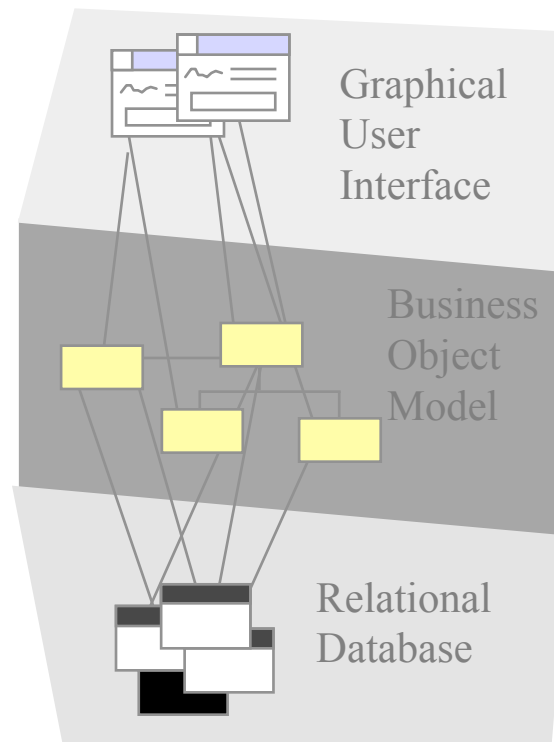 Graphical
User
Interface
Business
Object
Model
Relational
Database